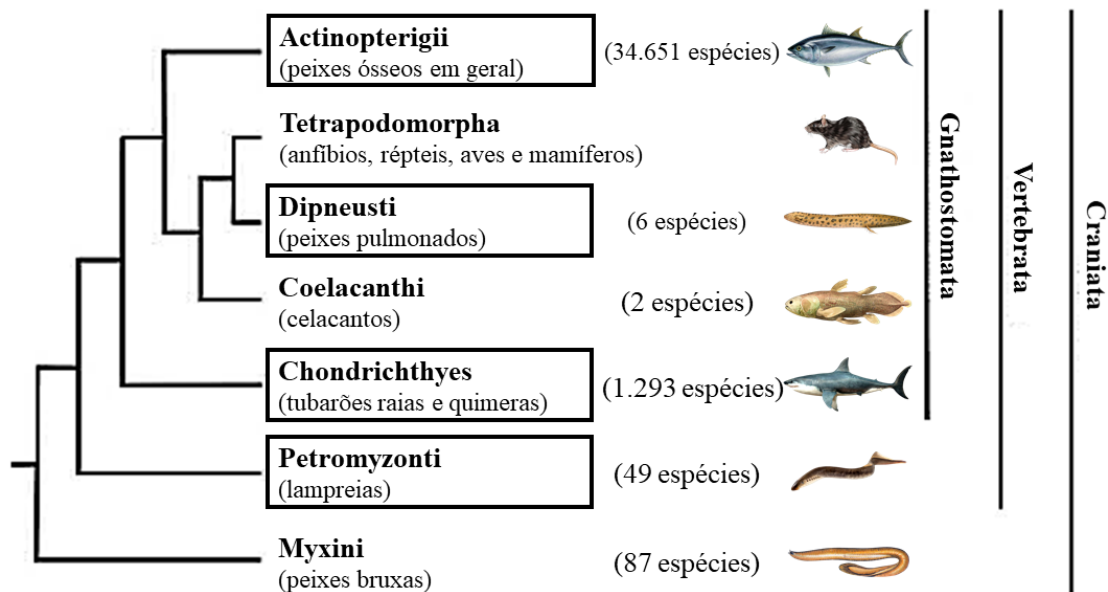 Actinopterigii
(peixes ósseos em geral)
(34.651 espécies)
Tetrapodomorpha
(anfíbios, répteis, aves e mamíferos)
Dipneusti
(peixes pulmonados)
(6 espécies)
Coelacanthi
(celacantos)
(2 espécies)
Chondrichthyes
(tubarões raias e quimeras)
(1.293 espécies)
Petromyzonti
(lampreias)
(49 espécies)
Myxini
(peixes bruxas)
(87 espécies)
Gnathostomata
Vertebrata
Craniata